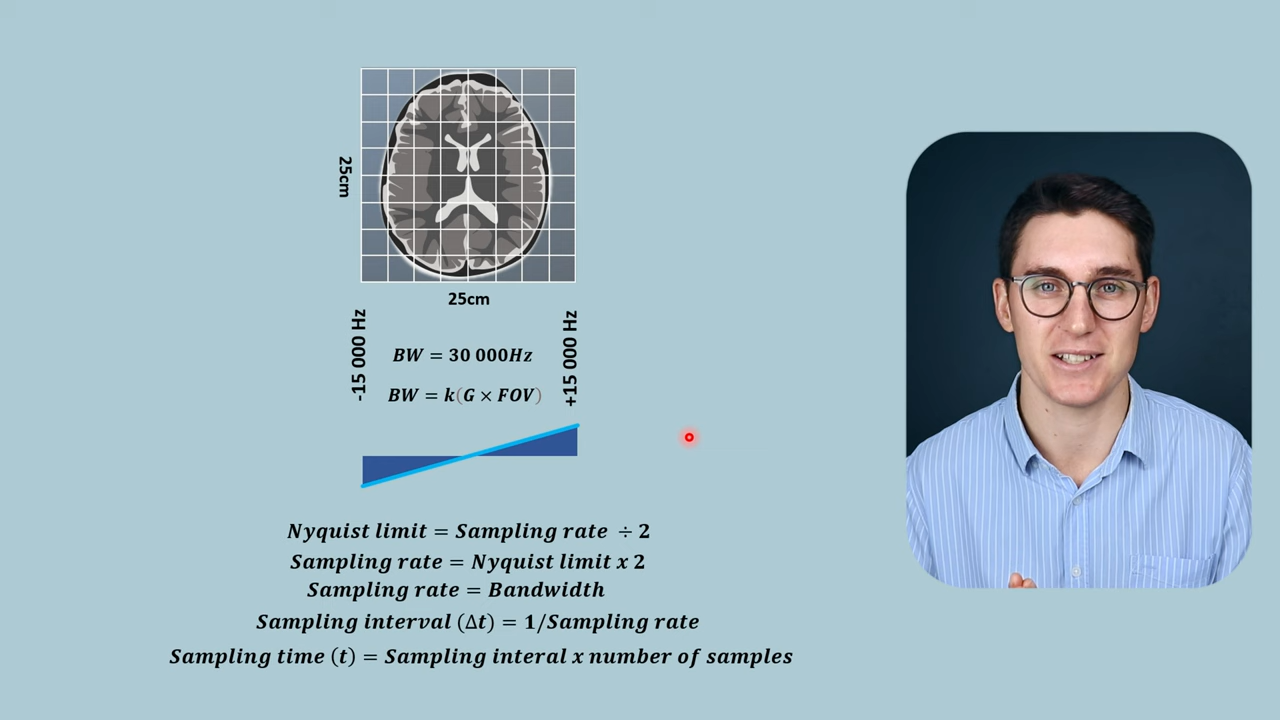 25cm
25cm
-15 000 Hz
+15 000 Hz
BW = 30 000Hz
BW = k(G × FOV)
Nyquist limit = Sampling rate ÷ 2
Sampling rate = Nyquist limit x 2
Sampling rate = Bandwidth
Sampling interval (Δt) = 1/Sampling rate
Sampling time (t) = Sampling interal x number of samples